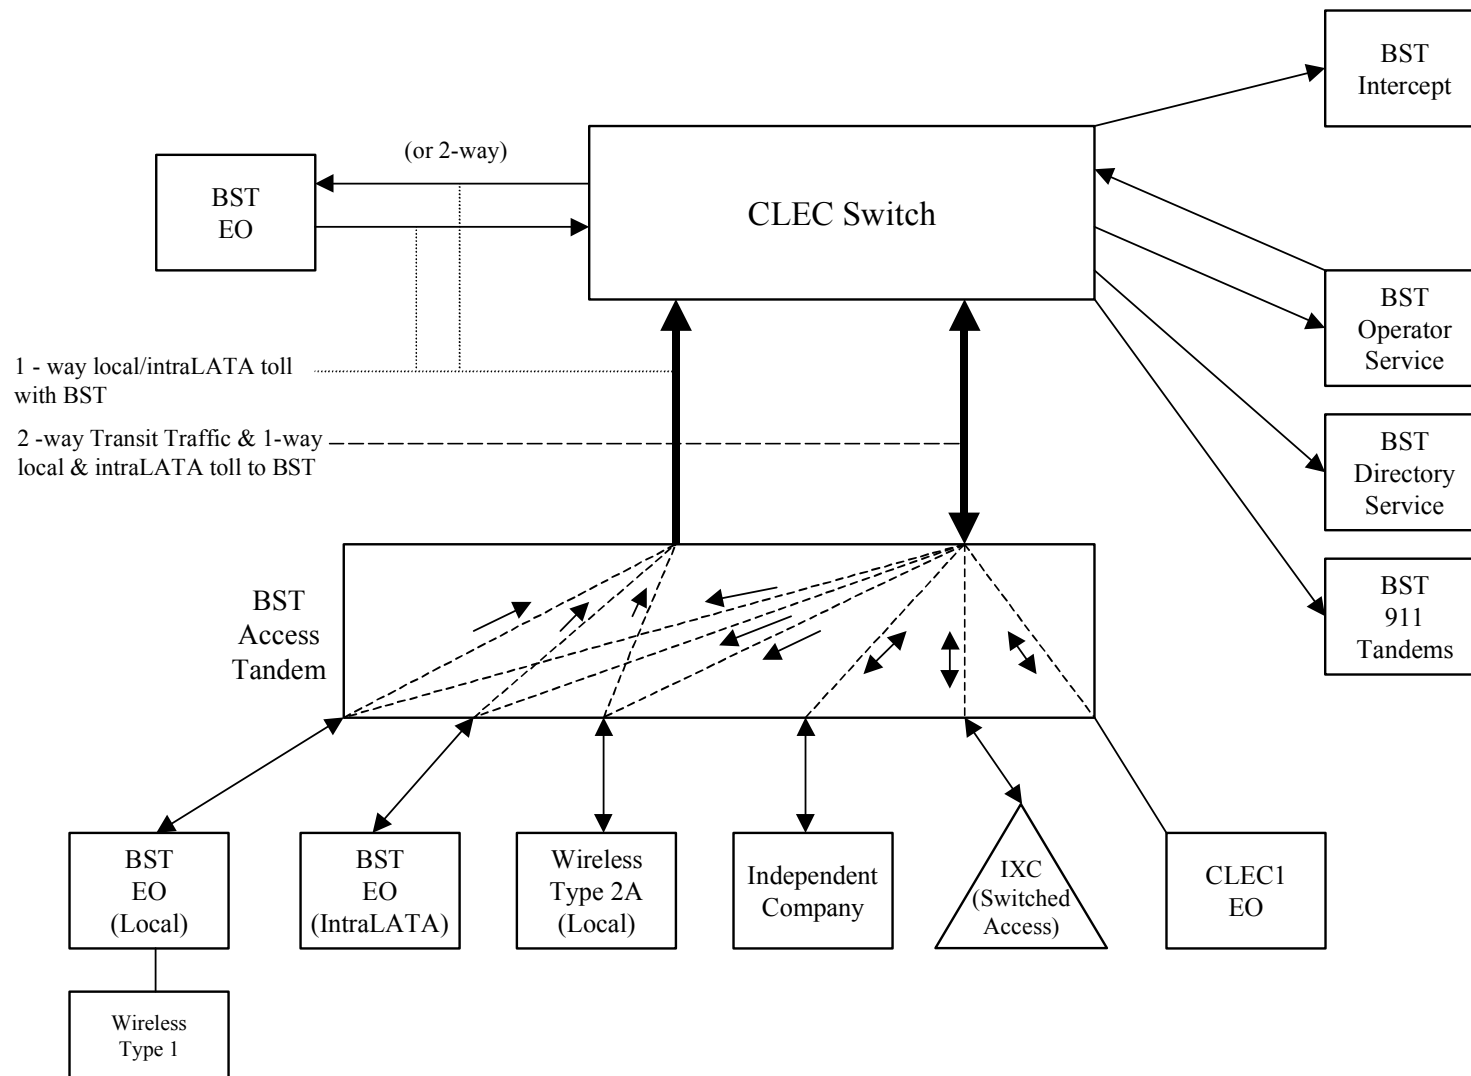 BST
Intercept
(or 2-way)
BST
EO
CLEC Switch
BST
Operator
Service
1 - way local/intraLATA toll
with BST
2 -way Transit Traffic & 1-way
local & intraLATA toll to BST
BST
Directory
Service
BST
Access
Tandem
BST
911
Tandems
BST
EO
(Local)
BST
EO
(IntraLATA)
Wireless
Type 2A
(Local)
Independent
Company
IXC
(Switched
Access)
CLEC1
EO
Wireless
Type 1